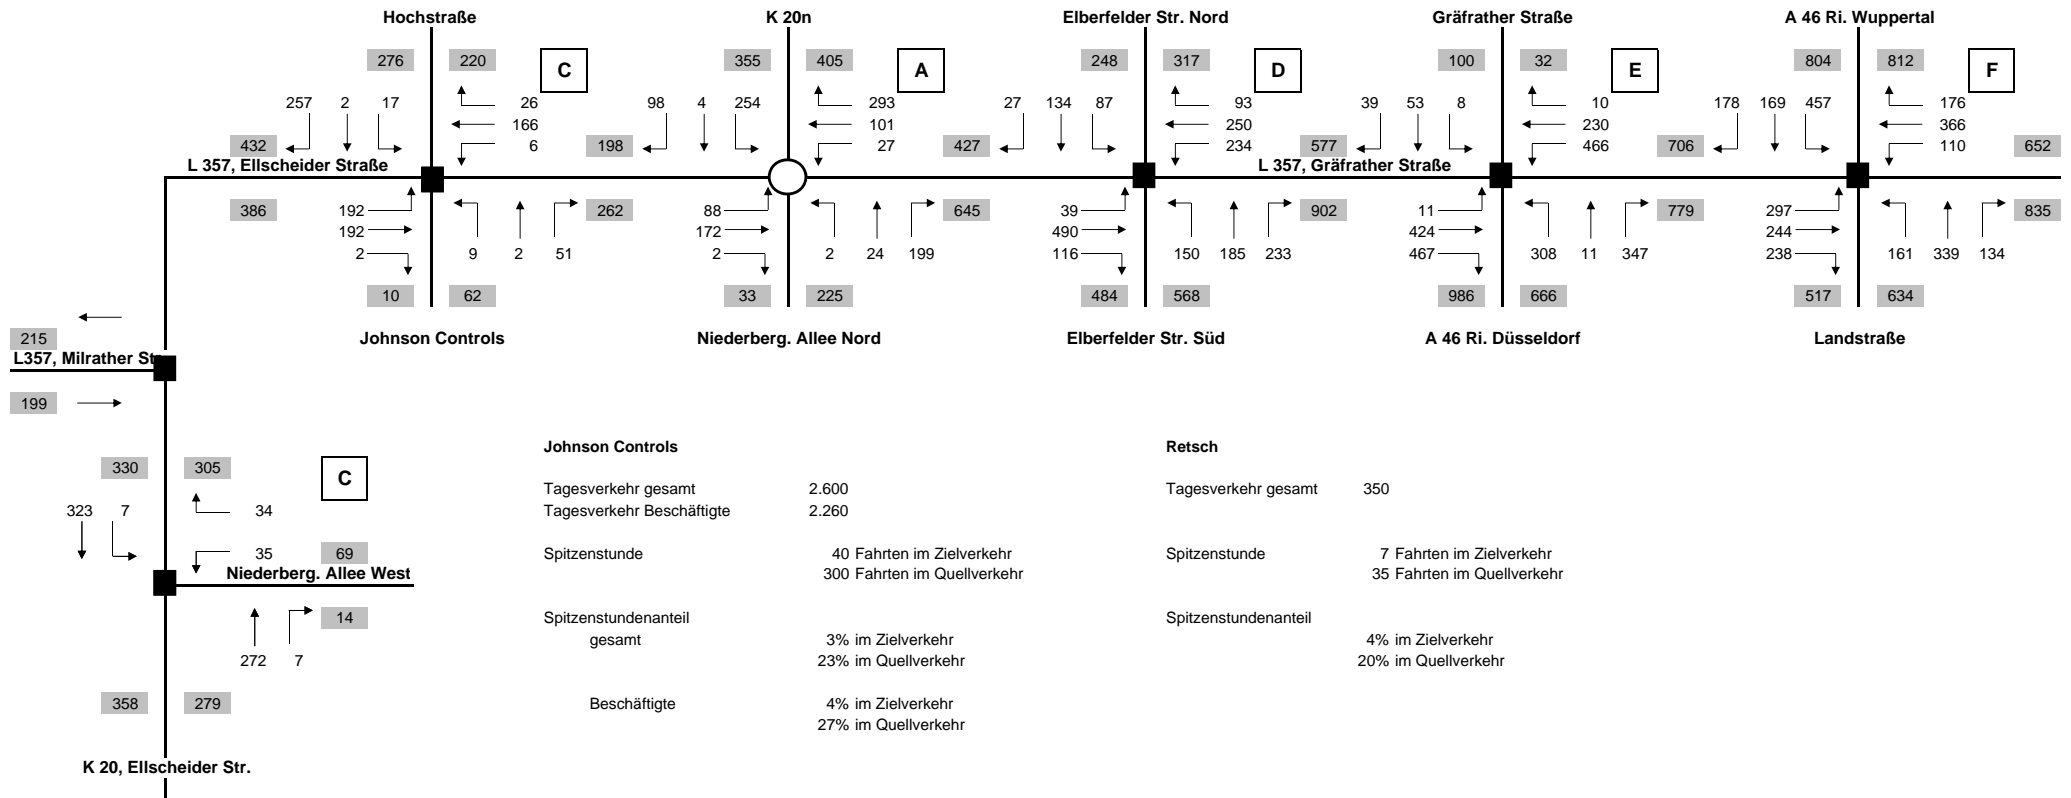 Hochstraße K 20n Elberfelder Str. Nord Gräfrather Straße A 46 Ri. Wuppertal
276 220 C 355 405 A 248 317 D 100 32 E 804 812 F
257 2 17 26 98 4 254 293 27 134 87 93 39 53 8 10 178 169 457 176
166 101 250 230 366
432 6 198 27 427 234 577 466 706 110 652
L 357, Ellscheider Straße L 357, Gräfrather Straße
386 192 262 88 645 39 902 11 779 297 835
192 172 490 424 244
2 9 2 51 2 2 24 199 116 150 185 233 467 308 11 347 238 161 339 134
10 62 33 225 484 568 986 666 517 634
215 Johnson Controls Niederberg. Allee Nord Elberfelder Str. Süd A 46 Ri. Düsseldorf Landstraße
L357, Milrather Str
199
Johnson Controls Retsch
330 305 C
Tagesverkehr gesamt 2.600 Tagesverkehr gesamt 350
323 7 34 Tagesverkehr Beschäftigte 2.260
35 69 Spitzenstunde 40 Fahrten im Zielverkehr Spitzenstunde 7 Fahrten im Zielverkehr
Niederberg. Allee West 300 Fahrten im Quellverkehr 35 Fahrten im Quellverkehr
14 Spitzenstundenanteil Spitzenstundenanteil
gesamt 3% im Zielverkehr 4% im Zielverkehr
272 7 23% im Quellverkehr 20% im Quellverkehr
358 279 Beschäftigte 4% im Zielverkehr
27% im Quellverkehr
K 20, Ellscheider Str.